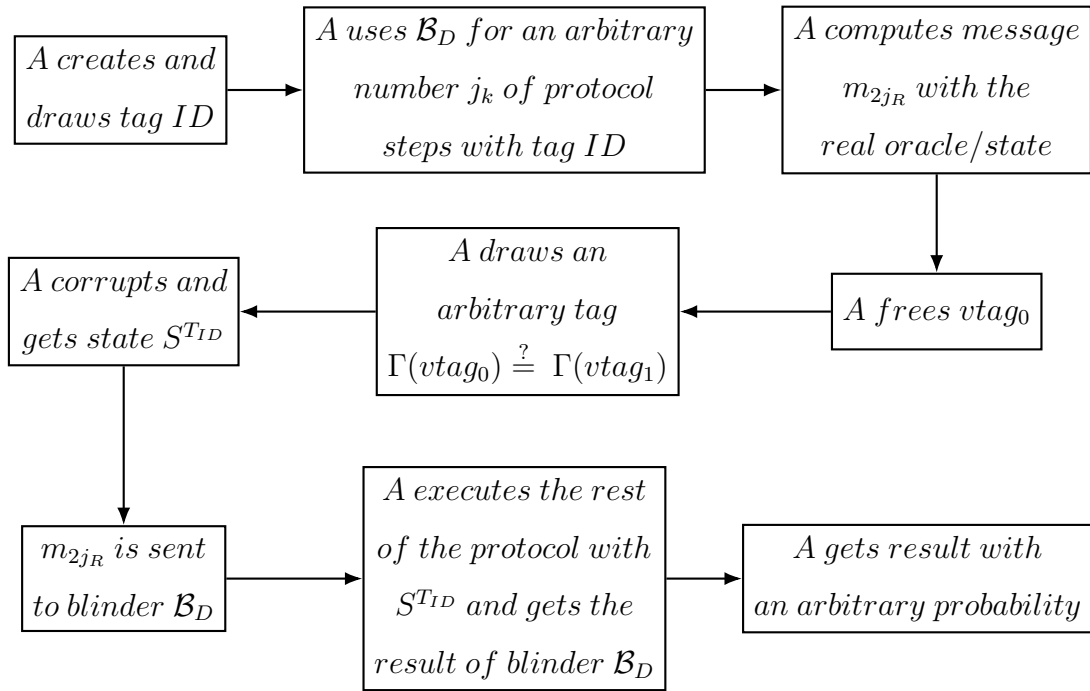 A creates and
draws tag ID
A uses 𝓑_D for an arbitrary
number j_k of protocol
steps with tag ID
A computes message
m_{2j_R} with the
real oracle/state
A frees vtag_0
A draws an
arbitrary tag
Γ(vtag_0) ≟ Γ(vtag_1)
A corrupts and
gets state S^{T_{ID}}
m_{2j_R} is sent
to blinder 𝓑_D
A executes the rest
of the protocol with
S^{T_{ID}} and gets the
result of blinder 𝓑_D
A gets result with
an arbitrary probability